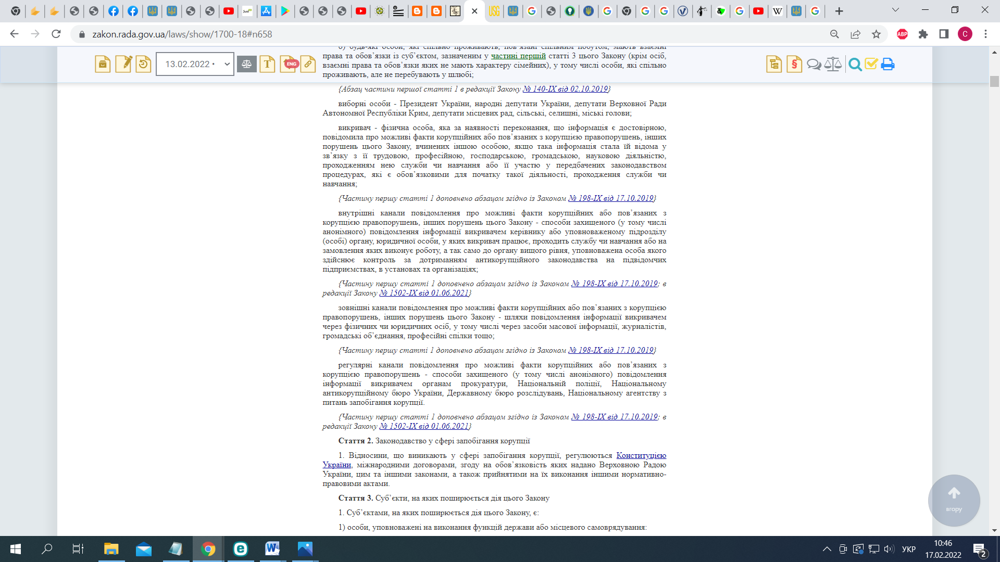 zakon.rada.gov.ua/laws/show/1700-18#n658
13.02.2022 •
б) будь-які особи, які спільно проживають, пов'язані спільним побутом, мають взаємні
права та обов'язки із суб'єктом, зазначеним у частині першій статті 3 цього Закону (крім осіб,
взаємні права та обов'язки яких не мають характеру сімейних), у тому числі особи, які спільно
проживають, але не перебувають у шлюбі;
{Абзац частини першої статті 1 в редакції Закону № 140-IX від 02.10.2019}
виборні особи - Президент України, народні депутати України, депутати Верховної Ради
Автономної Республіки Крим, депутати місцевих рад, сільські, селищні, міські голови;
викривач - фізична особа, яка за наявності переконання, що інформація є достовірною,
повідомила про можливі факти корупційних або пов'язаних з корупцією правопорушень, інших
порушень цього Закону, вчинених іншою особою, якщо така інформація стала їй відома у
зв'язку з її трудовою, професійною, господарською, громадською, науковою діяльністю,
проходженням нею служби чи навчання або її участю у передбачених законодавством
процедурах, які є обов'язковими для початку такої діяльності, проходження служби чи
навчання;
{Частину першу статті 1 доповнено абзацом згідно із Законом № 198-IX від 17.10.2019}
внутрішні канали повідомлення про можливі факти корупційних або пов'язаних з
корупцією правопорушень, інших порушень цього Закону - способи захищеного (у тому числі
анонімного) повідомлення інформації викривачем керівнику або уповноваженому підрозділу
(особі) органу, юридичної особи, у яких викривач працює, проходить службу чи навчання або на
замовлення яких виконує роботу, а так само до органу вищого рівня, уповноважена особа якого
здійснює контроль за дотриманням антикорупційного законодавства на підвідомчих
підприємствах, в установах та організаціях;
{Частину першу статті 1 доповнено абзацом згідно із Законом № 198-IX від 17.10.2019; в
редакції Закону № 1502-IX від 01.06.2021}
зовнішні канали повідомлення про можливі факти корупційних або пов'язаних з корупцією
правопорушень, інших порушень цього Закону - шляхи повідомлення інформації викривачем
через фізичних чи юридичних осіб, у тому числі через засоби масової інформації, журналістів,
громадські об'єднання, професійні спілки тощо;
{Частину першу статті 1 доповнено абзацом згідно із Законом № 198-IX від 17.10.2019}
регулярні канали повідомлення про можливі факти корупційних або пов'язаних з
корупцією правопорушень - способи захищеного (у тому числі анонімного) повідомлення
інформації викривачем органам прокуратури, Національній поліції, Національному
антикорупційному бюро України, Державному бюро розслідувань, Національному агентству з
питань запобігання корупції.
{Частину першу статті 1 доповнено абзацом згідно із Законом № 198-IX від 17.10.2019; в
редакції Закону № 1502-IX від 01.06.2021}
Стаття 2. Законодавство у сфері запобігання корупції
1. Відносини, що виникають у сфері запобігання корупції, регулюються Конституцією
України, міжнародними договорами, згоду на обов'язковість яких надано Верховною Радою
України, цим та іншими законами, а також прийнятими на їх виконання іншими нормативно-
правовими актами.
Стаття 3. Суб'єкти, на яких поширюється дія цього Закону
1. Суб'єктами, на яких поширюється дія цього Закону, є:
1) особи, уповноважені на виконання функцій держави або місцевого самоврядування:
вгору
УКР
10:46
17.02.2022
2
ENG
ABP
C